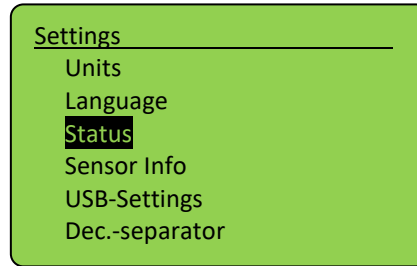 Settings
Units
Language
Status
Sensor Info
USB-Settings
Dec.-separator